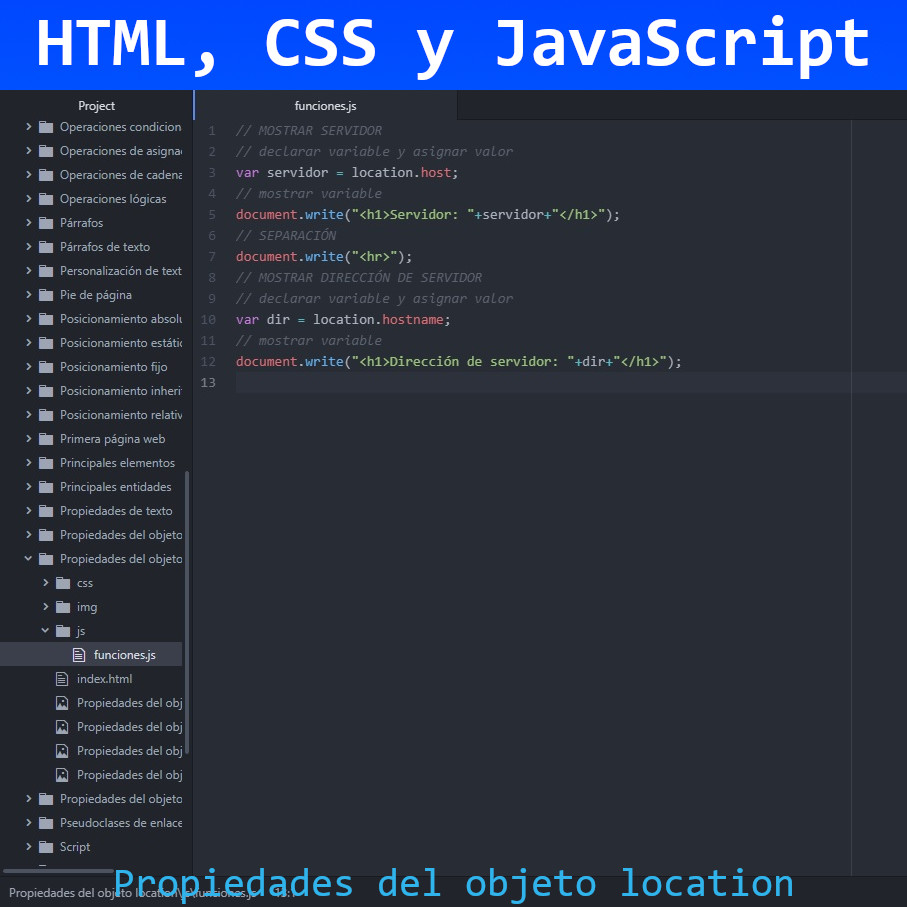 HTML, CSS y JavaScript
Project
funciones.js
Operaciones condicion
Operaciones de asigna
Operaciones de cadena
Operaciones lógicas
Párrafos
Párrafos de texto
Personalización de text
Pie de página
Posicionamiento absolu
Posicionamiento estátic
Posicionamiento fijo
Posicionamiento inheri
Posicionamiento relativ
Primera página web
Principales elementos
Principales entidades
Propiedades de texto
Propiedades del objeto
Propiedades del objeto
css
img
js
funciones.js
index.html
Propiedades del obj
Propiedades del obj
Propiedades del obj
Propiedades del obj
Propiedades del objeto
Pseudoclases de enlace
Script
1 // MOSTRAR SERVIDOR
2 // declarar variable y asignar valor
3 var servidor = location.host;
4 // mostrar variable
5 document.write("<h1>Servidor: "+servidor+"</h1>");
6 // SEPARACIÓN
7 document.write("<hr>");
8 // MOSTRAR DIRECCIÓN DE SERVIDOR
9 // declarar variable y asignar valor
10 var dir = location.hostname;
11 // mostrar variable
12 document.write("<h1>Dirección de servidor: "+dir+"</h1>");
13
Propiedades del objeto location\js\funciones.js
Propiedades del objeto location